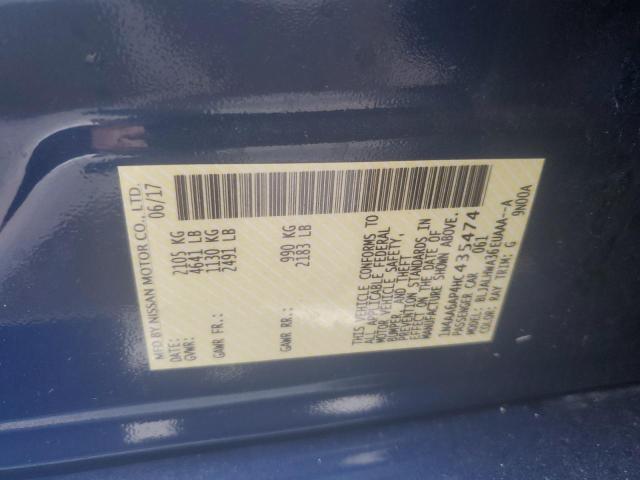 MFD.BY NISSAN MOTOR CO.,LTD.
DATE: 06/17
GVWR: 2105 KG
4641 LB
GAWR FR.: 1130 KG
2491 LB
GAWR RR.: 990 KG
2183 LB
THIS VEHICLE CONFORMS TO
ALL APPLICABLE FEDERAL
MOTOR VEHICLE SAFETY,
BUMPER, AND THEFT
PREVENTION STANDARDS IN
EFFECT ON THE DATE OF
MANUFACTURE SHOWN ABOVE.
1N4AA6AP4HC435474
PASSENGER CAR 061
MODEL: BLJALHWA36EUAAA--A
COLOR: RAY TRIM: G 9N00A